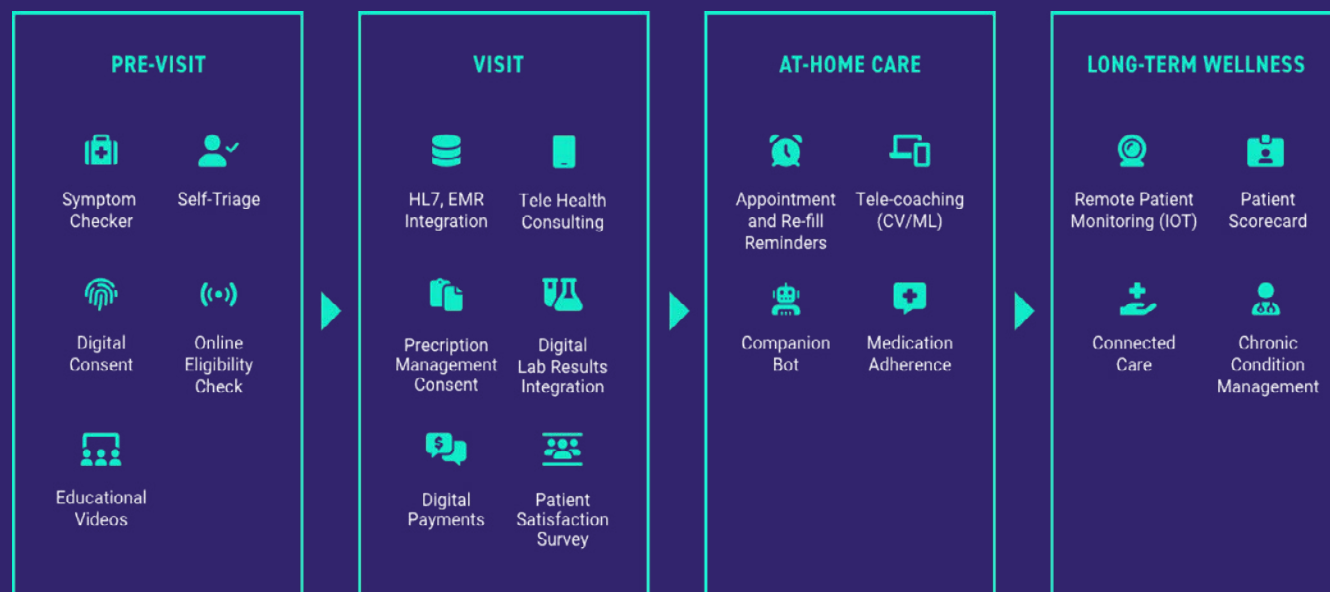 PRE-VISIT
Symptom
Checker
Self-Triage
Digital
Consent
Online
Eligibility
Check
Educational
Videos
VISIT
HL7, EMR
Integration
Tele Health
Consulting
Precription
Management
Consent
Digital
Lab Results
Integration
$
Digital
Payments
Patient
Satisfaction
Survey
AT-HOME CARE
Appointment
and Re-fill
Reminders
Tele-coaching
(CV/ML)
Companion
Bot
Medication
Adherence
LONG-TERM WELLNESS
Remote Patient
Monitoring (IOT)
Patient
Scorecard
Connected
Care
Chronic
Condition
Management